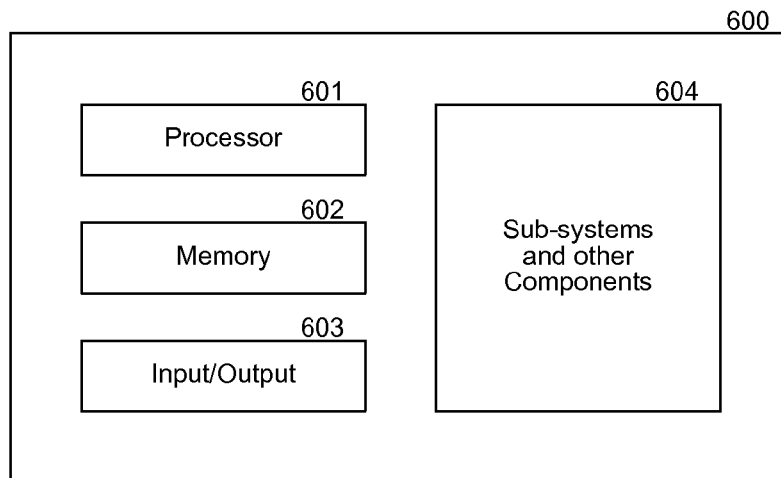 600
601
Processor
602
Memory
603
Input/Output
604
Sub-systems
and other
Components